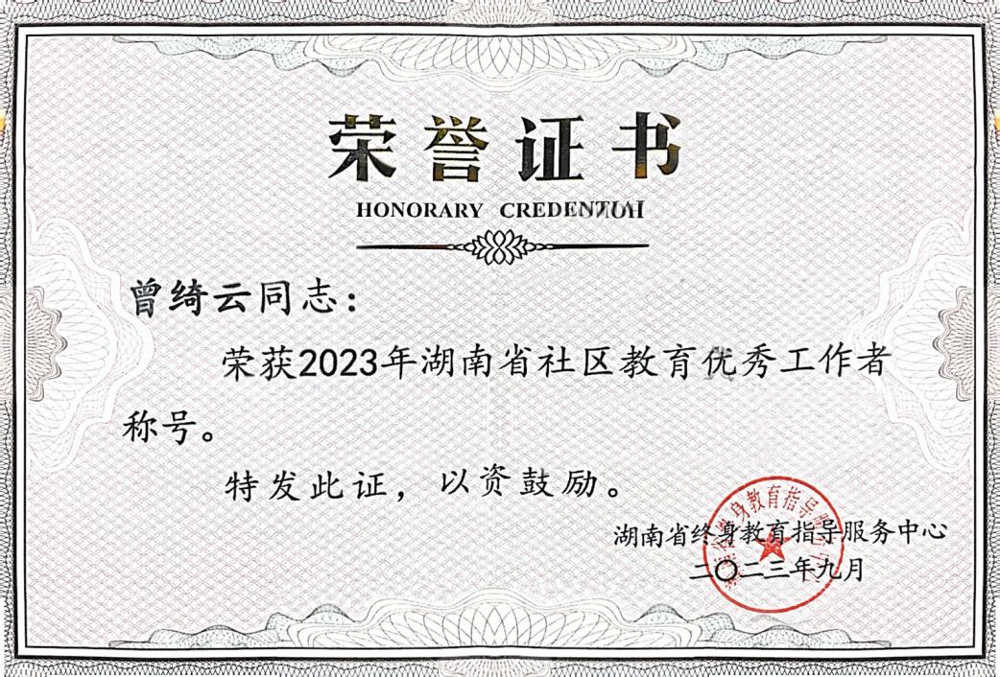 荣誉证书
HONORARY CREDENTIAL
曾绮云同志：
荣获2023年湖南省社区教育优秀工作者
称号。
特发此证，以资鼓励。
湖南省终身教育指导服务中心
二〇二三年九月